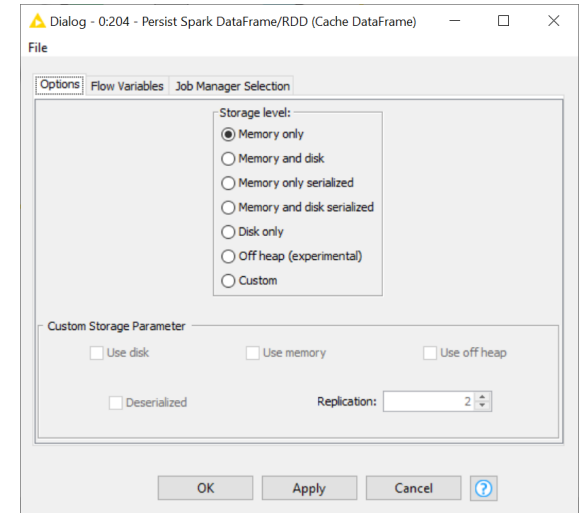 Dialog - 0:204 - Persist Spark DataFrame/RDD (Cache DataFrame)
File
Options Flow Variables Job Manager Selection
Storage level:
Memory only
Memory and disk
Memory only serialized
Memory and disk serialized
Disk only
Off heap (experimental)
Custom
Custom Storage Parameter
Use disk Use memory Use off heap
Deserialized Replication: 2
OK Apply Cancel ?